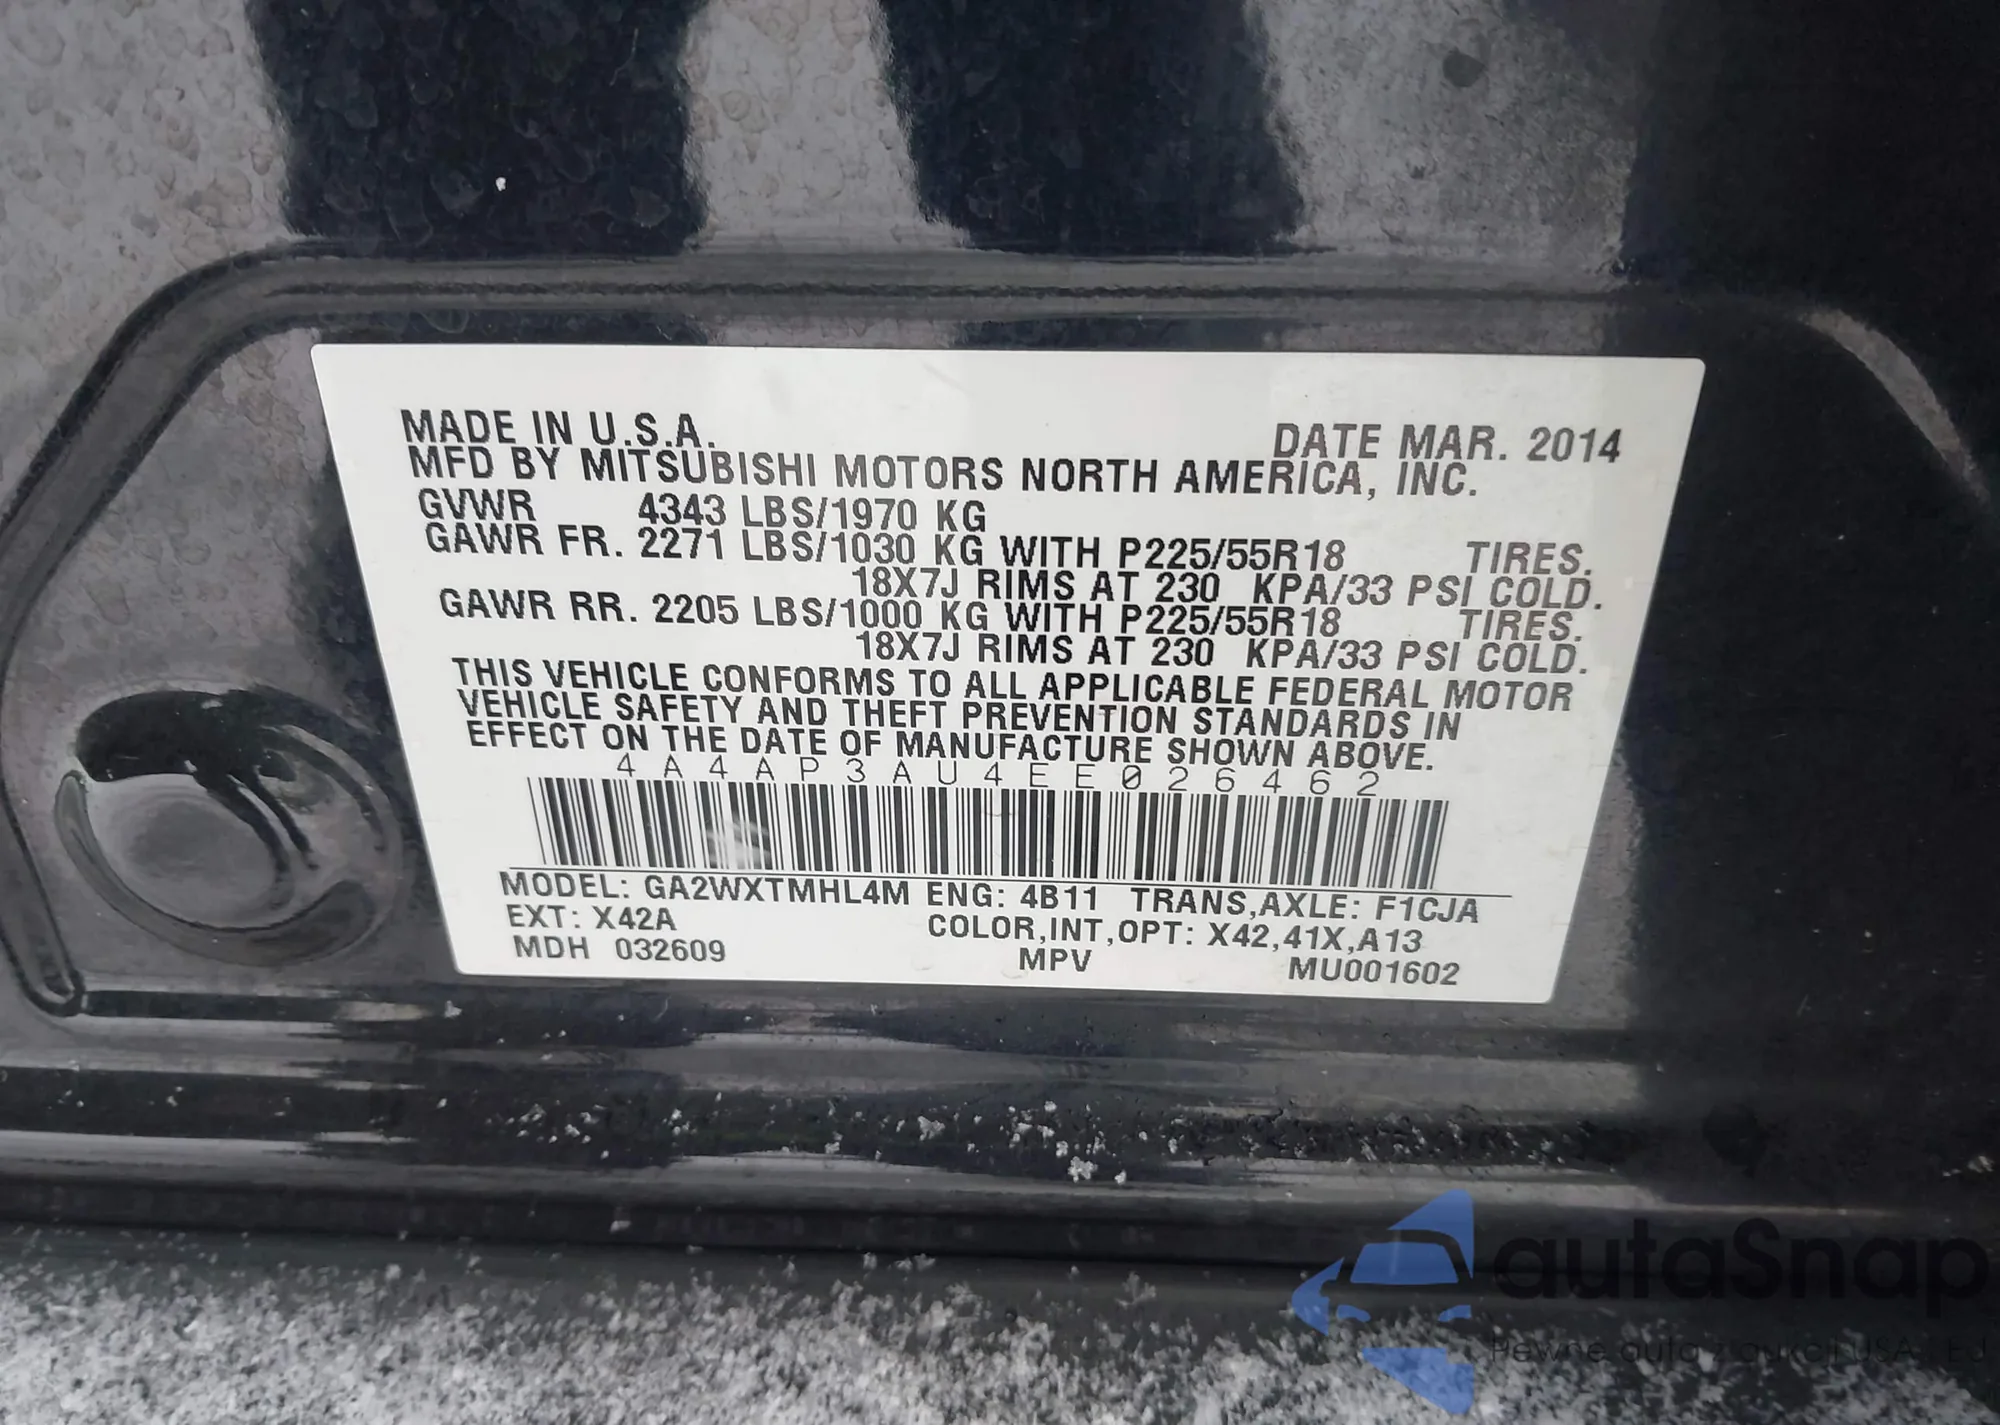 MADE IN U.S.A. DATE MAR. 2014
MFD BY MITSUBISHI MOTORS NORTH AMERICA, INC.
GVWR 4343 LBS/1970 KG
GAWR FR. 2271 LBS/1030 KG WITH P225/55R18 TIRES.
18X7J RIMS AT 230 KPA/33 PSI COLD.
GAWR RR. 2205 LBS/1000 KG WITH P225/55R18 TIRES.
18X7J RIMS AT 230 KPA/33 PSI COLD.
THIS VEHICLE CONFORMS TO ALL APPLICABLE FEDERAL MOTOR
VEHICLE SAFETY AND THEFT PREVENTION STANDARDS IN
EFFECT ON THE DATE OF MANUFACTURE SHOWN ABOVE.
4A4AP3AU4EE026462
MODEL: GA2WXTMHL4M ENG: 4B11 TRANS,AXLE: F1CJA
EXT: X42A COLOR,INT,OPT: X42,41X,A13
MDH 032609 MPV MU001602
autaSnap
Pewne auta z aukcji USA